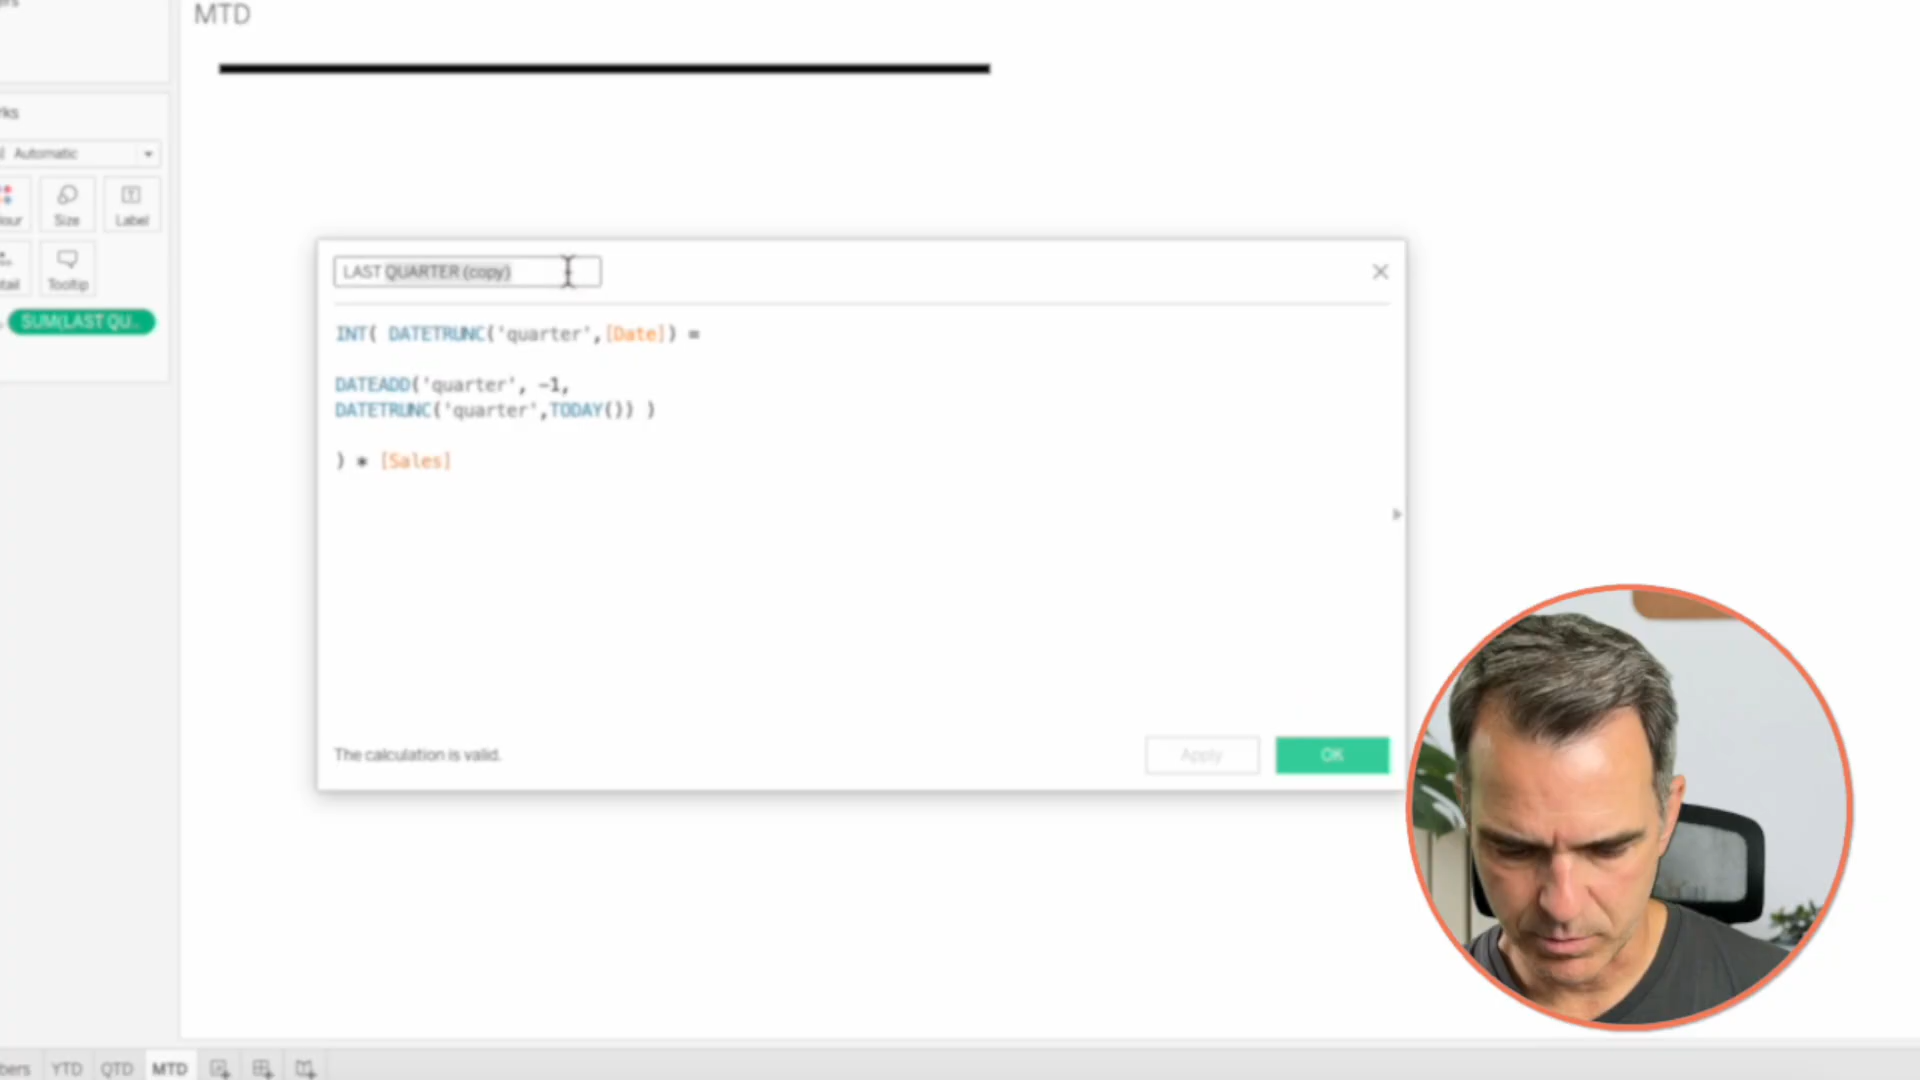 MTD
Automatic
Size
Label
Tooltip
SUM(LAST QU..
LAST QUARTER (copy)
INT( DATETRUNC('quarter',[Date]) =
DATEADD('quarter', -1,
DATETRUNC('quarter',TODAY()) )
) * [Sales]
The calculation is valid.
Apply
OK
YTD
QTD
MTD